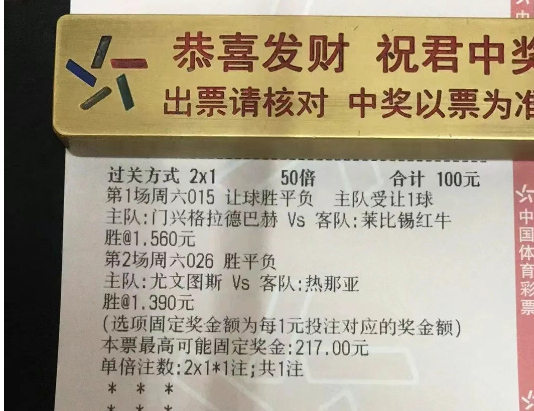 恭喜发财 祝君中奖
出票请核对 中奖以票为准
过关方式 2x1 50倍 合计 100元
第1场周六015 让球胜平负 主队受让1球
主队:门兴格拉德巴赫 Vs 客队:莱比锡红牛
胜@1.560元
第2场周六026 胜平负
主队:尤文图斯 Vs 客队:热那亚
胜@1.390元
(选项固定奖金额为每1元投注对应的奖金额)
本票最高可能固定奖金:217.00元
单倍注数:2x1*1注;共1注
* * *
* * *
中国体育彩票